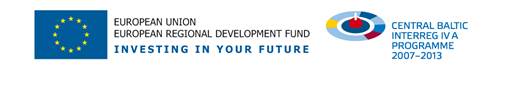 EUROPEAN UNION
EUROPEAN REGIONAL DEVELOPMENT FUND
INVESTING IN YOUR FUTURE
CENTRAL BALTIC
INTERREG IV A
PROGRAMME
2007–2013